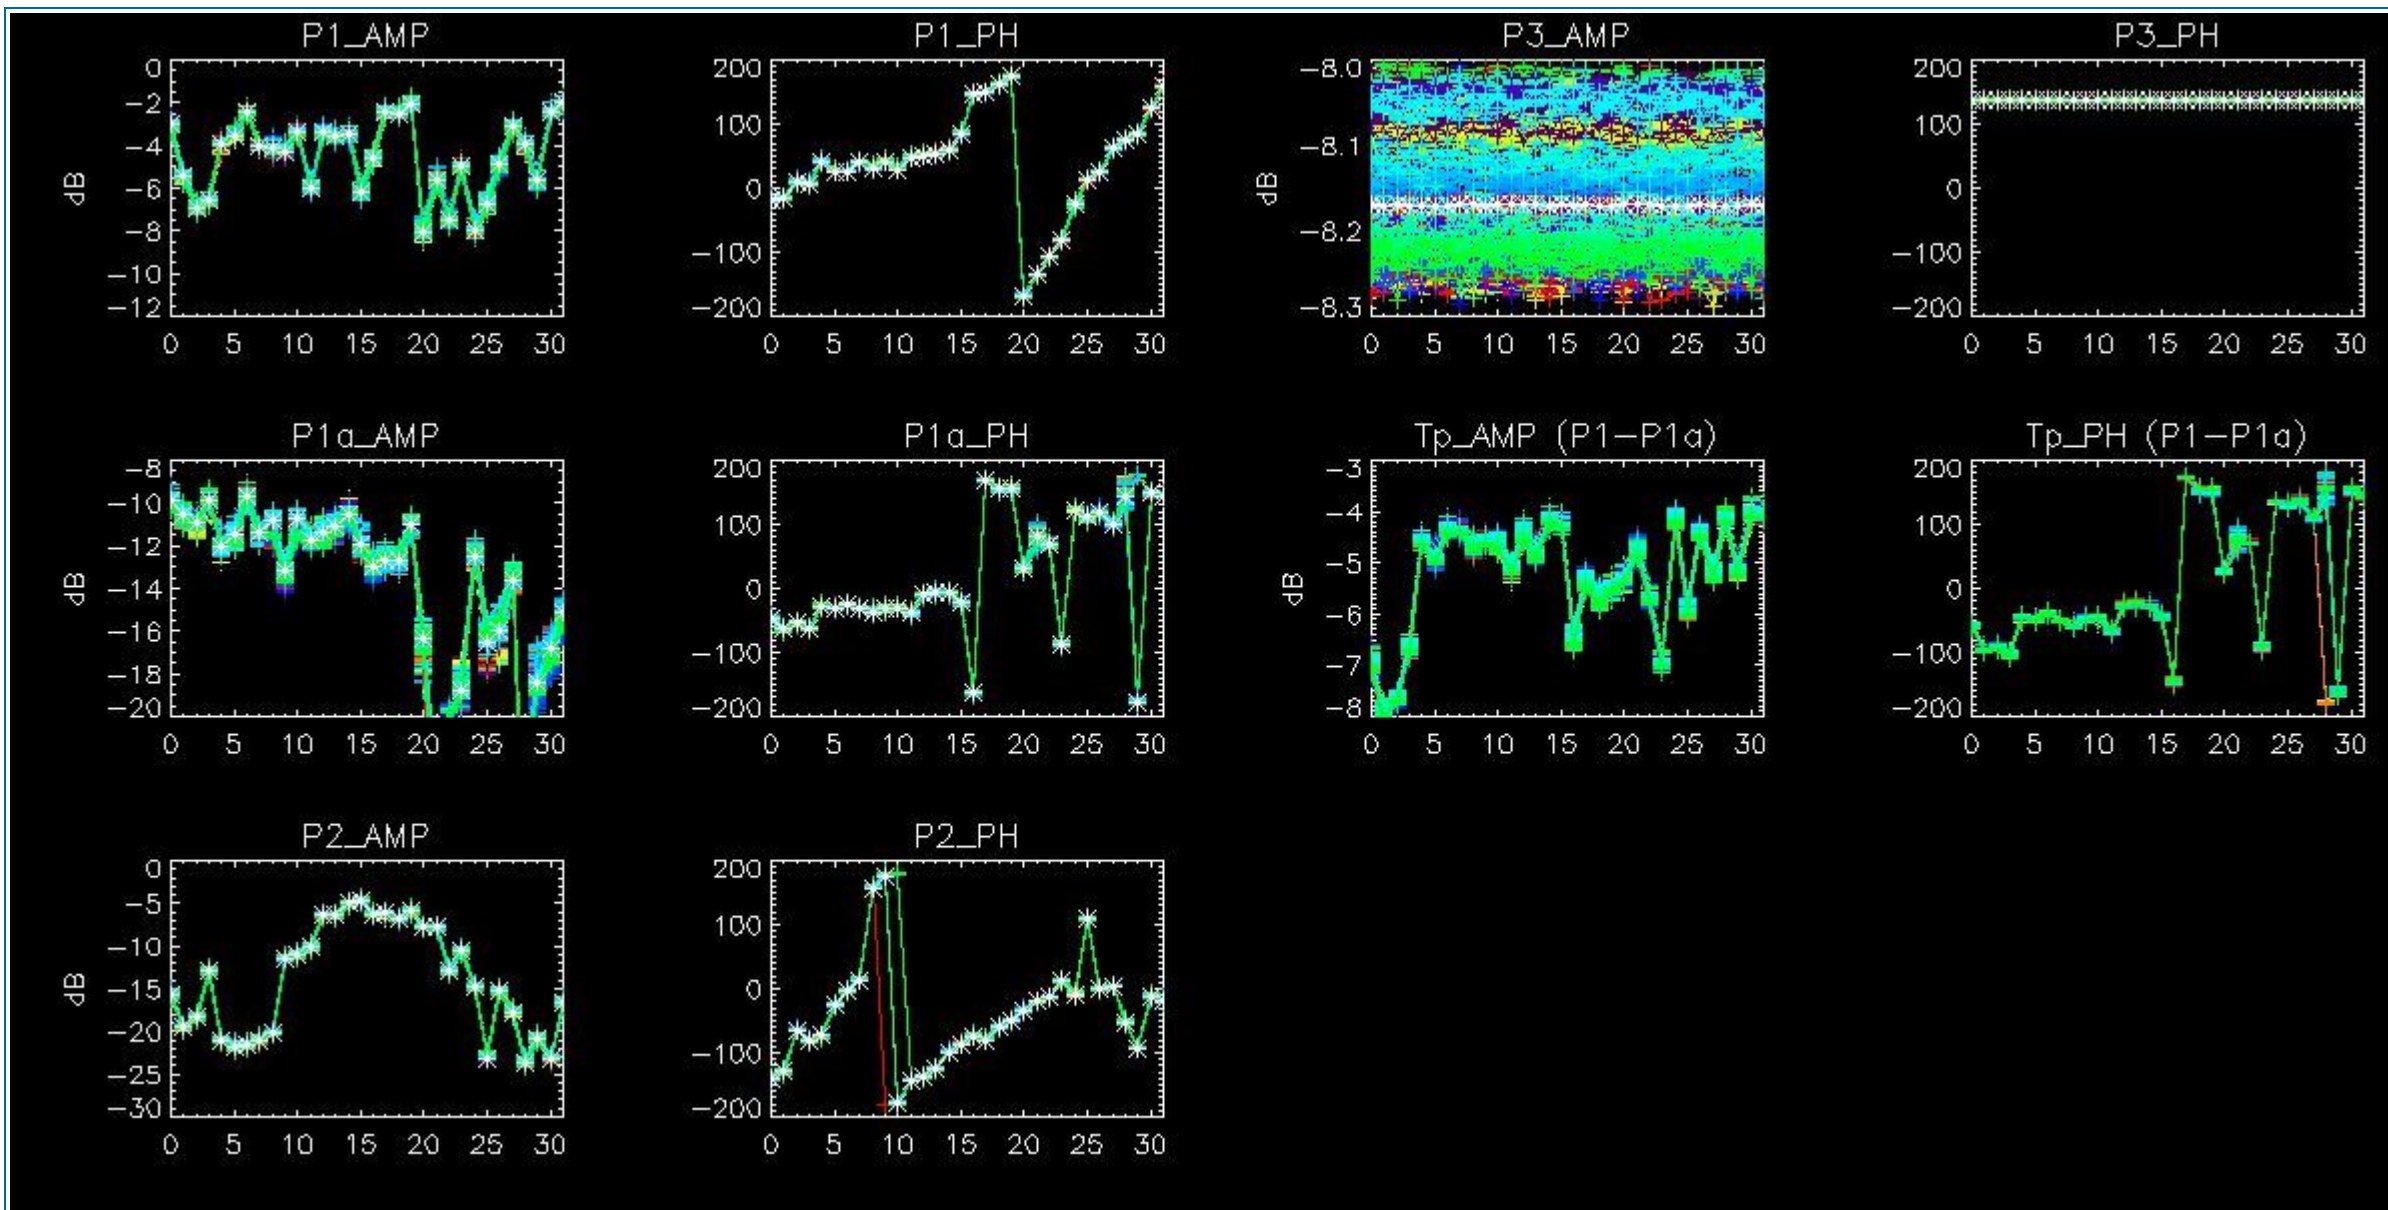 P1_AMP
0
−2
−4
−6
−8
−10
−12
dB
0 5 10 15 20 25 30
P1_PH
200
100
0
−100
−200
0 5 10 15 20 25 30
P3_AMP
−8.0
−8.1
−8.2
−8.3
dB
0 5 10 15 20 25 30
P3_PH
200
100
0
−100
−200
0 5 10 15 20 25 30
P1a_AMP
−8
−10
−12
−14
−16
−18
−20
dB
0 5 10 15 20 25 30
P1a_PH
200
100
0
−100
−200
0 5 10 15 20 25 30
Tp_AMP (P1−P1a)
−3
−4
−5
−6
−7
−8
dB
0 5 10 15 20 25 30
Tp_PH (P1−P1a)
200
100
0
−100
−200
0 5 10 15 20 25 30
P2_AMP
0
−5
−10
−15
−20
−25
−30
dB
0 5 10 15 20 25 30
P2_PH
200
100
0
−100
−200
0 5 10 15 20 25 30